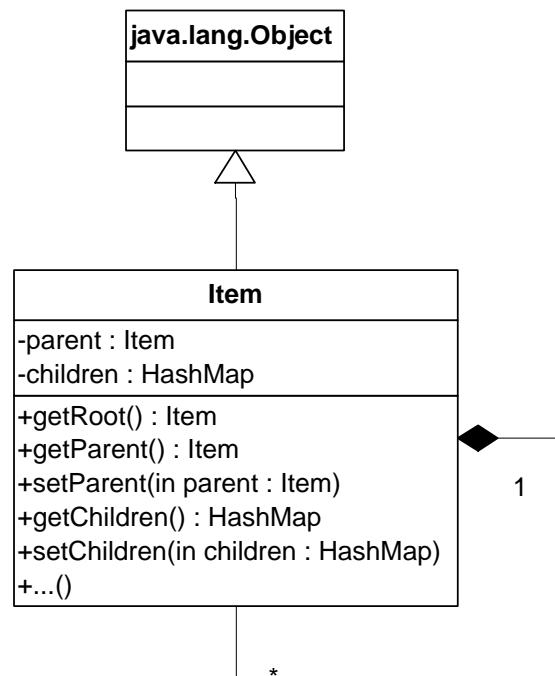 java.lang.Object
Item
-parent : Item
-children : HashMap
+getRoot() : Item
+getParent() : Item
+setParent(in parent : Item)
+getChildren() : HashMap
+setChildren(in children : HashMap)
+...()
1
*